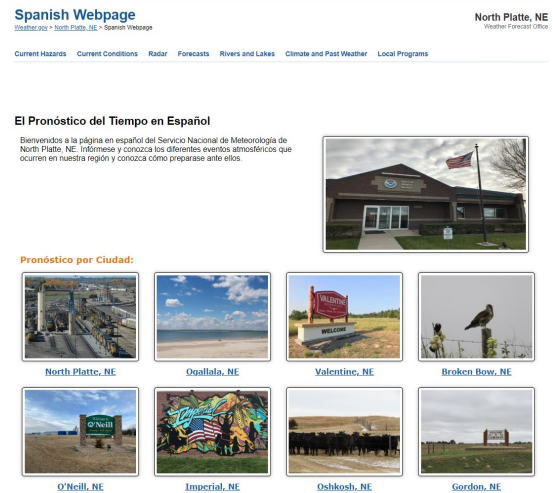 Spanish Webpage
North Platte, NE
Weather.gov > North Platte, NE > Spanish Webpage
Weather Forecast Office
Current Hazards Current Conditions Radar Forecasts Rivers and Lakes Climate and Past Weather Local Programs
El Pronóstico del Tiempo en Español
Bienvenidos a la página en español del Servicio Nacional de Meteorología de
North Platte, NE. Infórmese y conozca los diferentes eventos atmosféricos que
ocurren en nuestra región y conozca cómo preparase ante ellos.
Pronóstico por Ciudad:
VALENTINE
WELCOME
North Platte, NE Ogallala, NE Valentine, NE Broken Bow, NE
O'Neill
Imperial
O'Neill, NE Imperial, NE Oshkosh, NE Gordon, NE